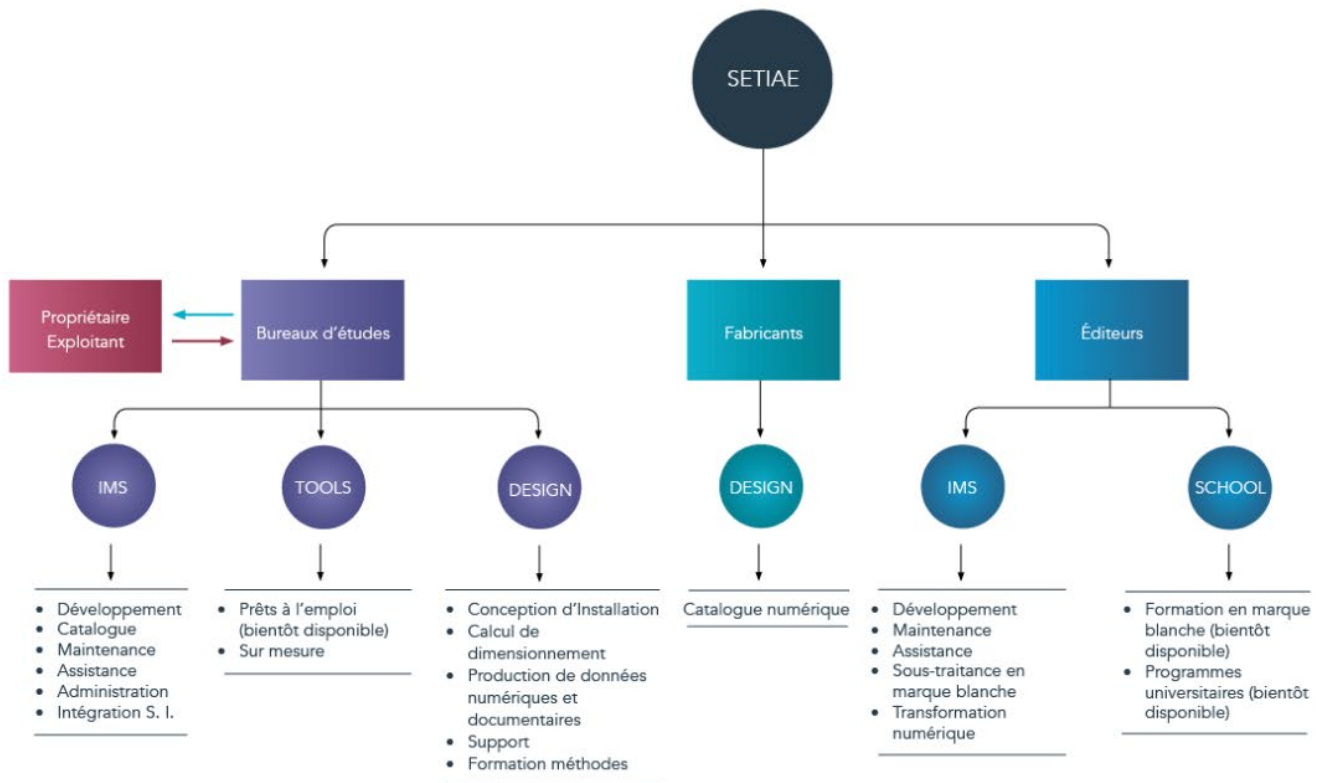 SETIAE
Propriétaire
Exploitant
Bureaux d'études
Fabricants
Éditeurs
IMS
TOOLS
DESIGN
DESIGN
IMS
SCHOOL
• Développement
• Catalogue
• Maintenance
• Assistance
• Administration
• Intégration S. I.
• Prêts à l'emploi
(bientôt disponible)
• Sur mesure
• Conception d'Installation
• Calcul de
dimensionnement
• Production de données
numériques et
documentaires
• Support
• Formation méthodes
Catalogue numérique
• Développement
• Maintenance
• Assistance
• Sous-traitance en
marque blanche
• Transformation
numérique
• Formation en marque
blanche (bientôt
disponible)
• Programmes
universitaires (bientôt
disponible)